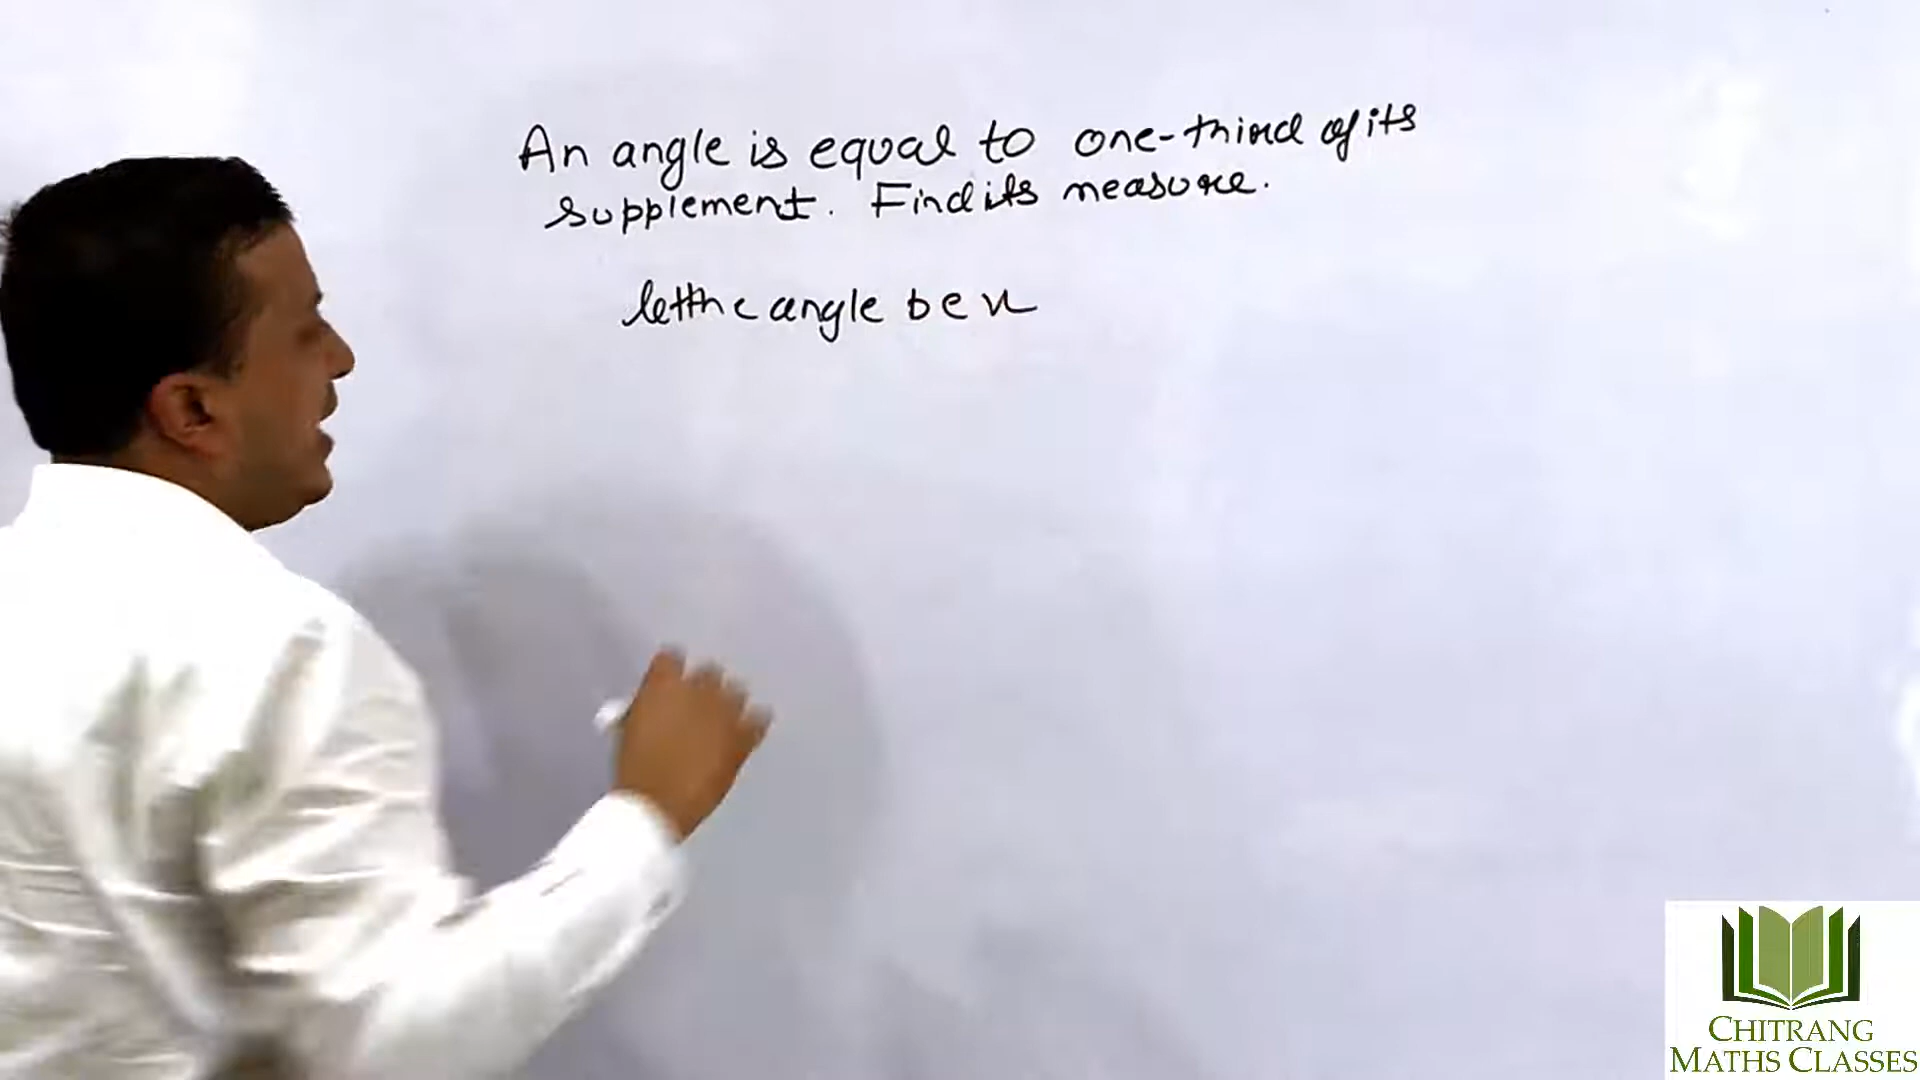 An angle is equal to one-third of its
supplement. Find its measure.
let the angle be x
CHITRANG
MATHS CLASSES